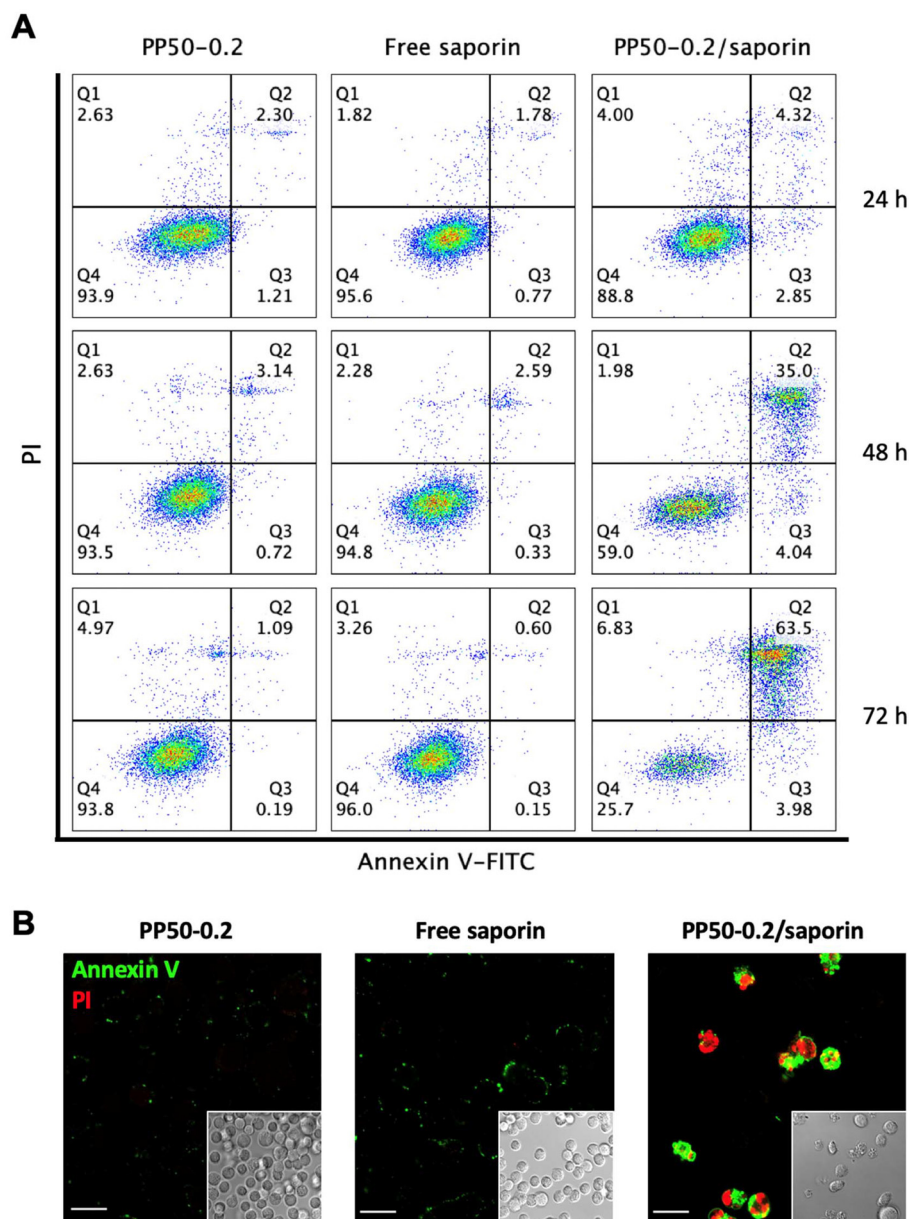 A
PP50-0.2 Free saporin PP50-0.2/saporin
Q1 Q2 Q1 Q2 Q1 Q2
2.63 2.30 1.82 1.78 4.00 4.32
24 h
Q4 Q3 Q4 Q3 Q4 Q3
93.9 1.21 95.6 0.77 88.8 2.85
Q1 Q2 Q1 Q2 Q1 Q2
2.63 3.14 2.28 2.59 1.98 35.0
PI
48 h
Q4 Q3 Q4 Q3 Q4 Q3
93.5 0.72 94.8 0.33 59.0 4.04
Q1 Q2 Q1 Q2 Q1 Q2
4.97 1.09 3.26 0.60 6.83 63.5
72 h
Q4 Q3 Q4 Q3 Q4 Q3
93.8 0.19 96.0 0.15 25.7 3.98
Annexin V-FITC
B
PP50-0.2 Free saporin PP50-0.2/saporin
Annexin V
PI